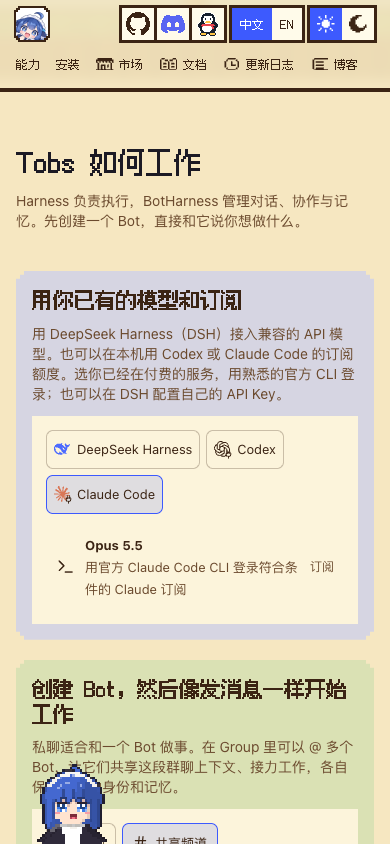 中文 EN
能力 安装 市场 文档 更新日志 博客
Tobs 如何工作
Harness 负责执行，BotHarness 管理对话、协作与记
忆。先创建一个 Bot，直接和它说你想做什么。
用你已有的模型和订阅
用 DeepSeek Harness（DSH）接入兼容的 API 模
型。也可以在本机用 Codex 或 Claude Code 的订阅
额度。选你已经在付费的服务，用熟悉的官方 CLI 登
录；也可以在 DSH 配置自己的 API Key。
DeepSeek Harness Codex
Claude Code
Opus 5.5
用官方 Claude Code CLI 登录符合条 订阅
件的 Claude 订阅
创建 Bot，然后像发消息一样开始
工作
私聊适合和一个 Bot 做事。在 Group 里可以 @ 多个
Bot，让它们共享这段群聊上下文、接力工作，各自
保 身份和记忆。
# 共享频道